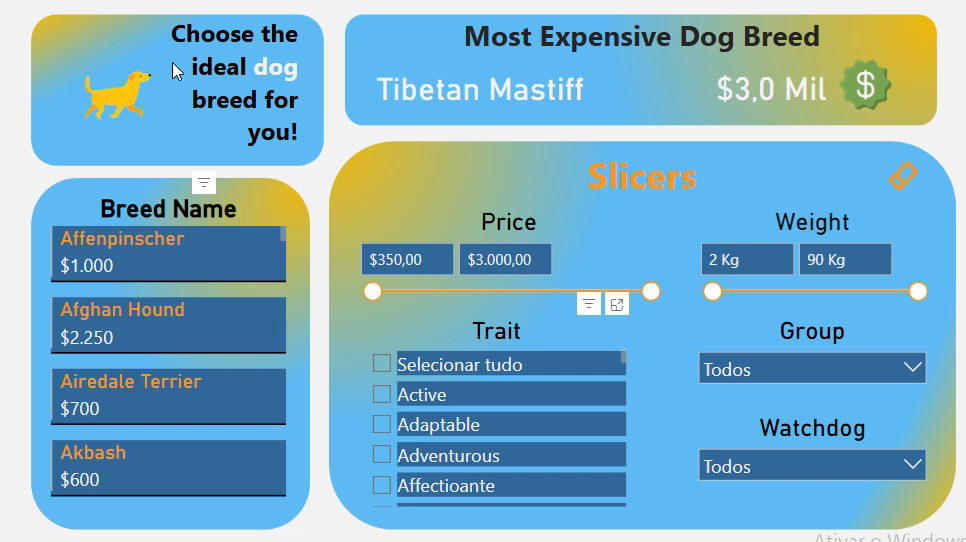 Choose the
ideal dog
breed for
you!
Most Expensive Dog Breed
Tibetan Mastiff
$3,0 Mil
$
Breed Name
Affenpinscher
$1.000
Afghan Hound
$2.250
Airedale Terrier
$700
Akbash
$600
Slicers
Price
$350,00
$3.000,00
Weight
2 Kg
90 Kg
Trait
Selecionar tudo
Active
Adaptable
Adventurous
Affectioante
Group
Todos
Watchdog
Todos
Ativar o Windows